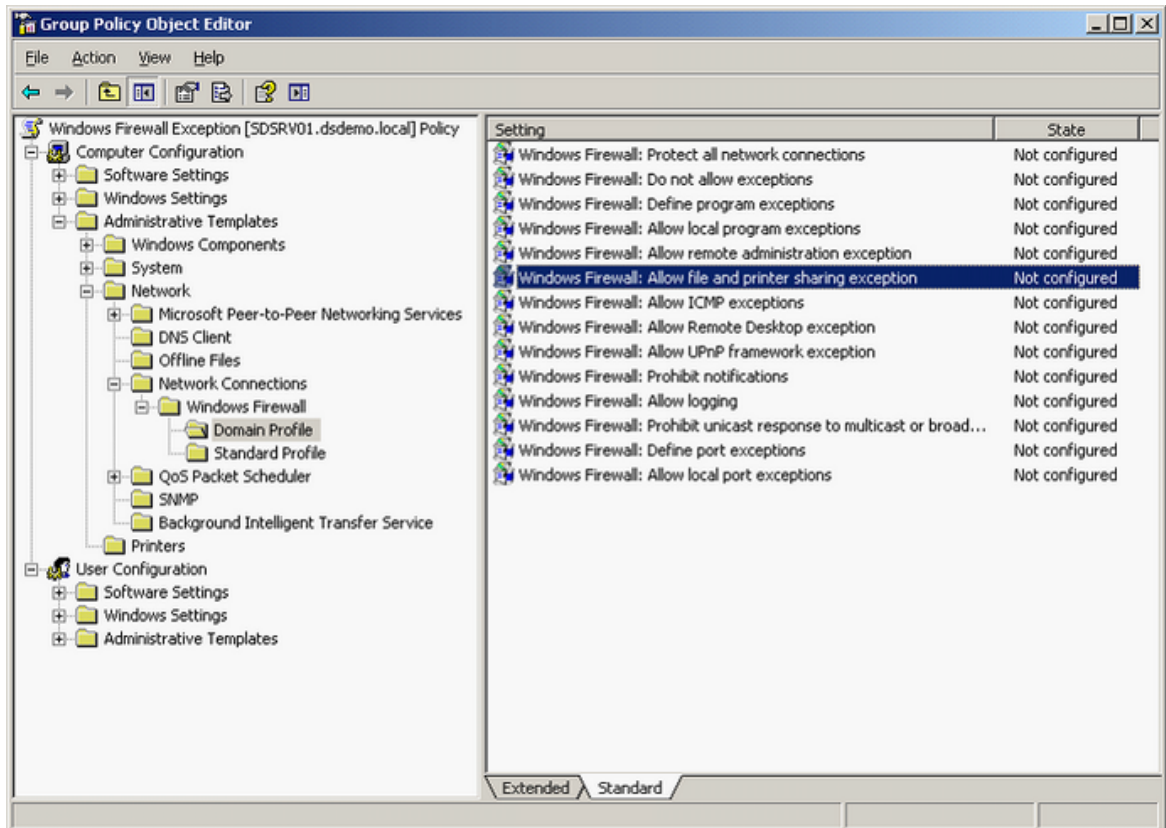 Group Policy Object Editor
File Action View Help
Windows Firewall Exception [SDSRV01.dsdemo.local] Policy
Computer Configuration
Software Settings
Windows Settings
Administrative Templates
Windows Components
System
Network
Microsoft Peer-to-Peer Networking Services
DNS Client
Offline Files
Network Connections
Windows Firewall
Domain Profile
Standard Profile
QoS Packet Scheduler
SNMP
Background Intelligent Transfer Service
Printers
User Configuration
Software Settings
Windows Settings
Administrative Templates
Setting State
Windows Firewall: Protect all network connections Not configured
Windows Firewall: Do not allow exceptions Not configured
Windows Firewall: Define program exceptions Not configured
Windows Firewall: Allow local program exceptions Not configured
Windows Firewall: Allow remote administration exception Not configured
Windows Firewall: Allow file and printer sharing exception Not configured
Windows Firewall: Allow ICMP exceptions Not configured
Windows Firewall: Allow Remote Desktop exception Not configured
Windows Firewall: Allow UPnP framework exception Not configured
Windows Firewall: Prohibit notifications Not configured
Windows Firewall: Allow logging Not configured
Windows Firewall: Prohibit unicast response to multicast or broad... Not configured
Windows Firewall: Define port exceptions Not configured
Windows Firewall: Allow local port exceptions Not configured
Extended Standard